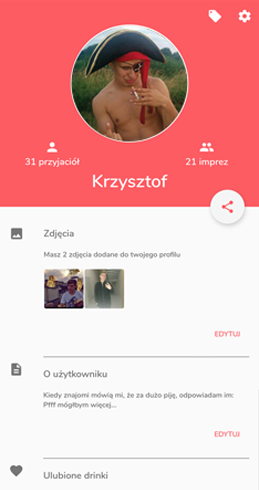 31 przyjaciół
21 imprez
Krzysztof
Zdjęcia
Masz 2 zdjęcia dodane do twojego profilu
EDYTUJ
O użytkowniku
Kiedy znajomi mówią mi, że za dużo piję, odpowiadam im:
Pfff mógłbym więcej...
EDYTUJ
Ulubione drinki